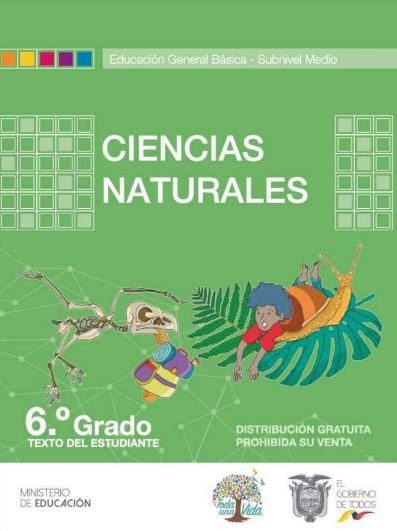 Educación General Básica - Subnivel Medio
CIENCIAS
NATURALES
6.º Grado
TEXTO DEL ESTUDIANTE
DISTRIBUCIÓN GRATUITA
PROHIBIDA SU VENTA
MINISTERIO
DE EDUCACIÓN
Toda
una Vida
EL
GOBIERNO
DE TODOS